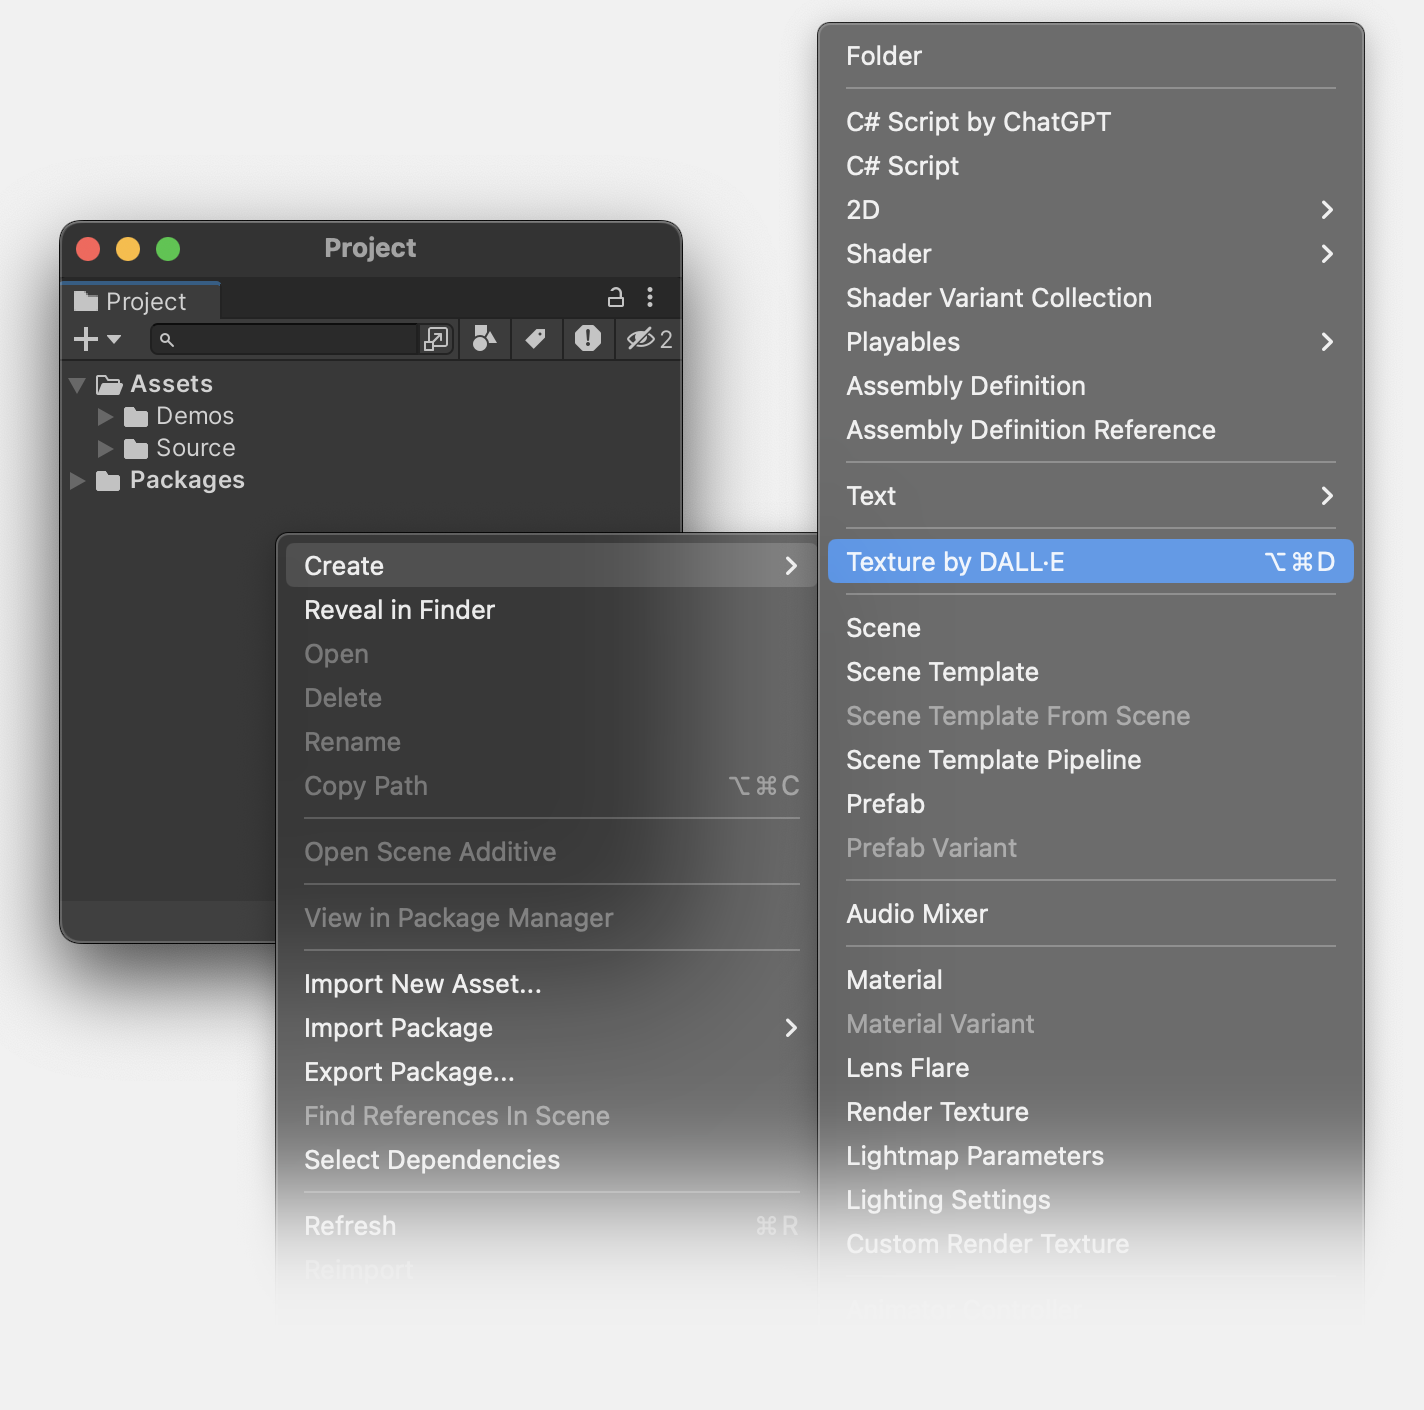 Project
Project
2
Assets
Demos
Source
Packages
Create
Reveal in Finder
Open
Delete
Rename
Copy Path ⌥⌘C
Open Scene Additive
View in Package Manager
Import New Asset...
Import Package
Export Package...
Find References In Scene
Select Dependencies
Refresh ⌘R
Reimport
Folder
C# Script by ChatGPT
C# Script
2D
Shader
Shader Variant Collection
Playables
Assembly Definition
Assembly Definition Reference
Text
Texture by DALL·E ⌥⌘D
Scene
Scene Template
Scene Template From Scene
Scene Template Pipeline
Prefab
Prefab Variant
Audio Mixer
Material
Material Variant
Lens Flare
Render Texture
Lightmap Parameters
Lighting Settings
Custom Render Texture